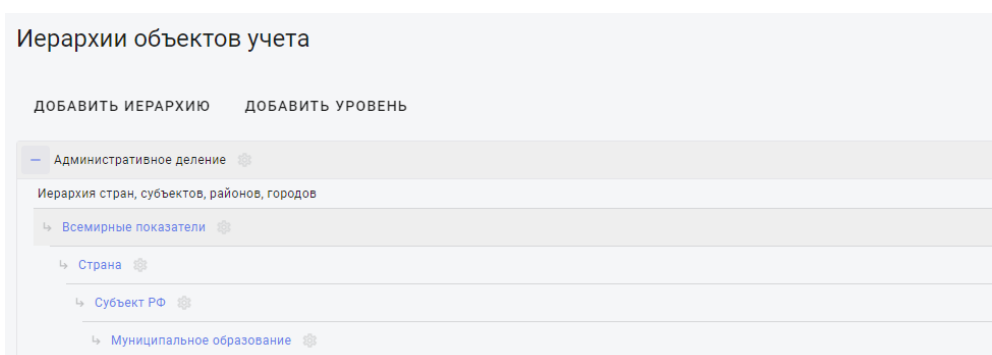 Иерархии объектов учета
ДОБАВИТЬ ИЕРАРХИЮ ДОБАВИТЬ УРОВЕНЬ
Административное деление
Иерархия стран, субъектов, районов, городов
Всемирные показатели
Страна
Субъект РФ
Муниципальное образование